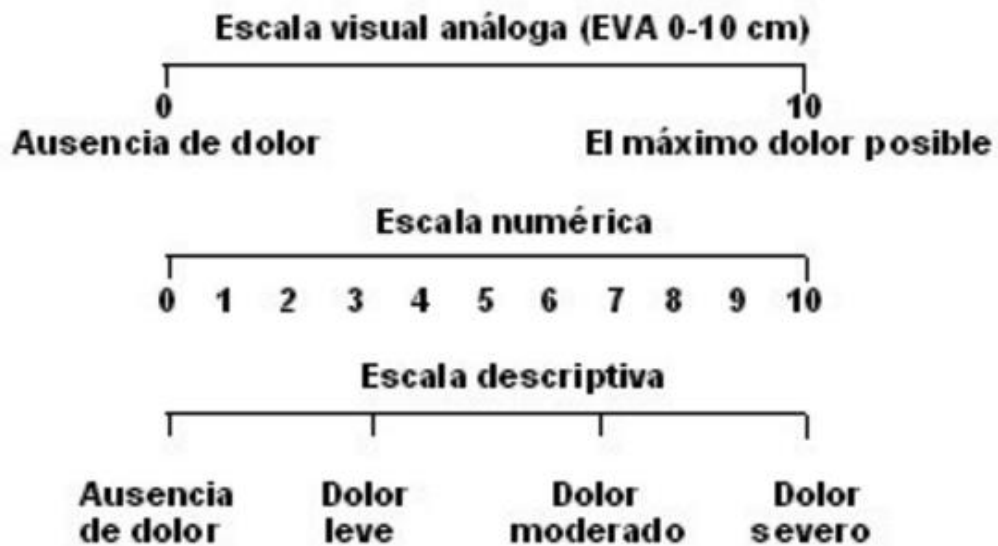 Escala visual análoga (EVA 0-10 cm)
0 10
Ausencia de dolor El máximo dolor posible
Escala numérica
0 1 2 3 4 5 6 7 8 9 10
Escala descriptiva
Ausencia Dolor Dolor Dolor
de dolor leve moderado severo